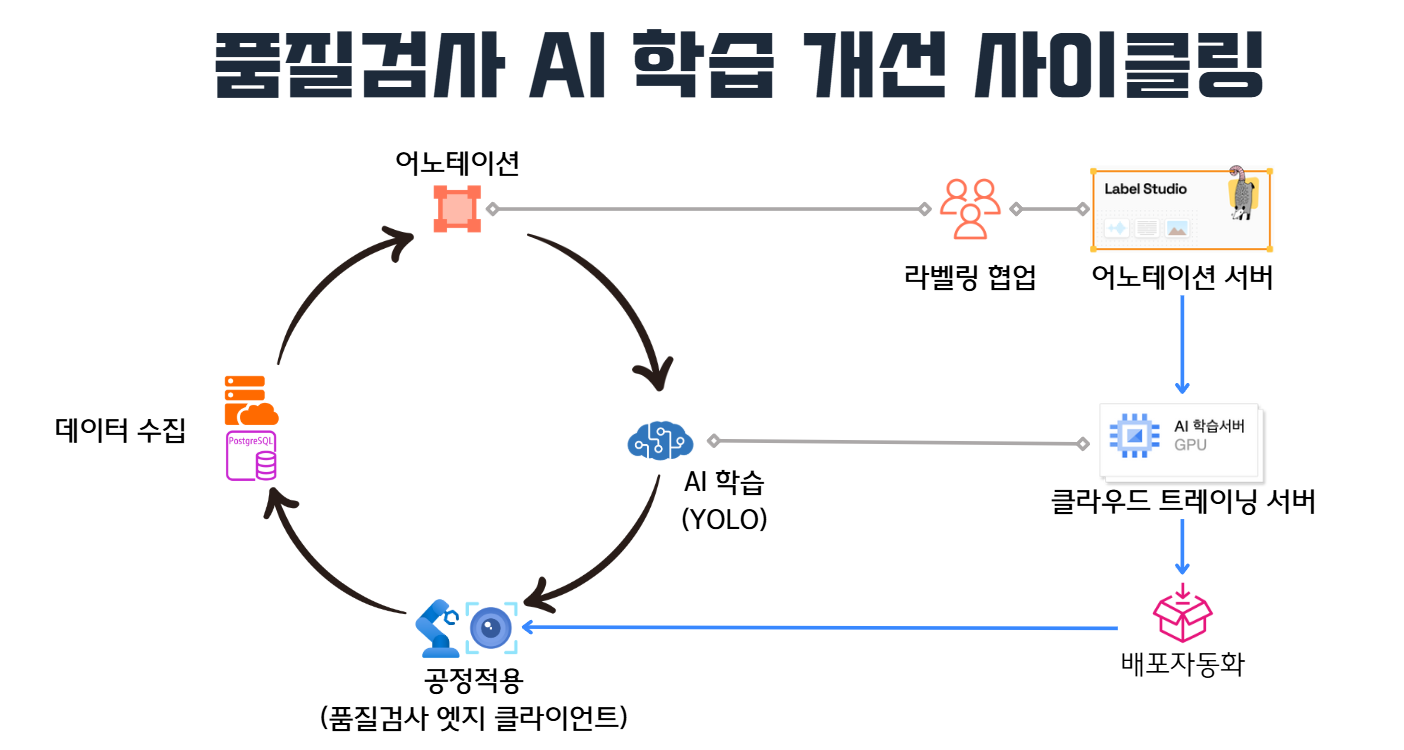 품질검사 AI 학습 개선 사이클링
어노테이션
Label Studio
라벨링 협업
어노테이션 서버
데이터 수집
PostgreSQL
AI 학습
(YOLO)
AI 학습서버
GPU
클라우드 트레이닝 서버
공정적용
(품질검사 엣지 클라이언트)
배포자동화